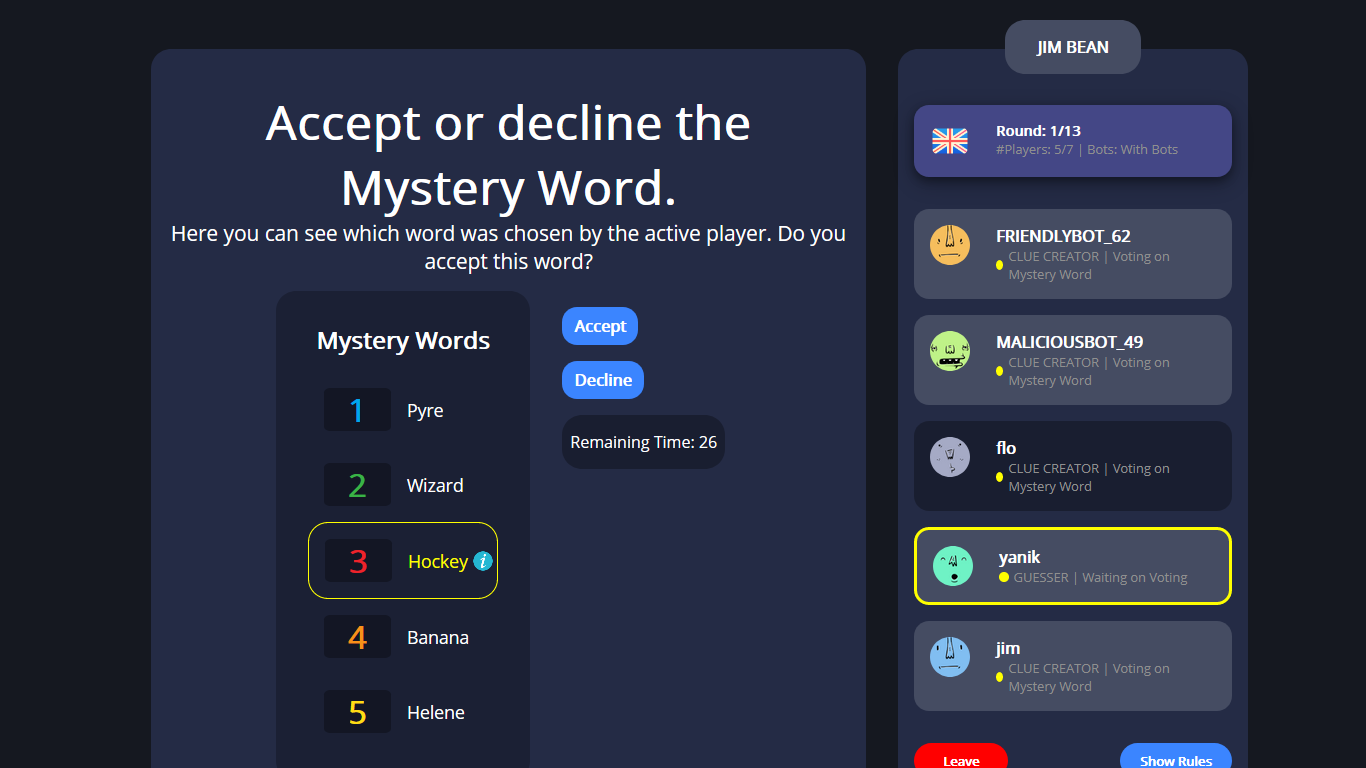 JIM BEAN
Accept or decline the
Mystery Word.
Here you can see which word was chosen by the active player. Do you
accept this word?
Mystery Words
1 Pyre
2 Wizard
3 Hockey i
4 Banana
5 Helene
Accept
Decline
Remaining Time: 26
Round: 1/13
#Players: 5/7 | Bots: With Bots
FRIENDLYBOT_62
CLUE CREATOR | Voting on
Mystery Word
MALICIOUSBOT_49
CLUE CREATOR | Voting on
Mystery Word
flo
CLUE CREATOR | Voting on
Mystery Word
yanik
GUESSER | Waiting on Voting
jim
CLUE CREATOR | Voting on
Mystery Word
Leave
Show Rules